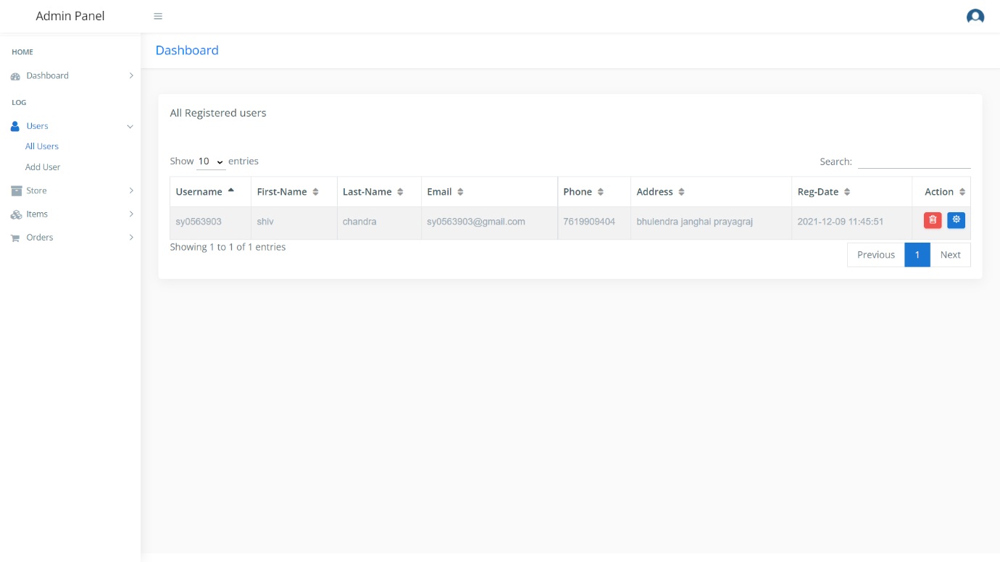 Admin Panel
Dashboard
HOME
Dashboard
LOG
Users
All Users
Add User
Store
Items
Orders
All Registered users
Show 10 entries
Search:
Username First-Name Last-Name Email Phone Address Reg-Date Action
sy0563903 shiv chandra sy0563903@gmail.com 7619909404 bhulendra janghai prayagraj 2021-12-09 11:45:51
Showing 1 to 1 of 1 entries
Previous 1 Next